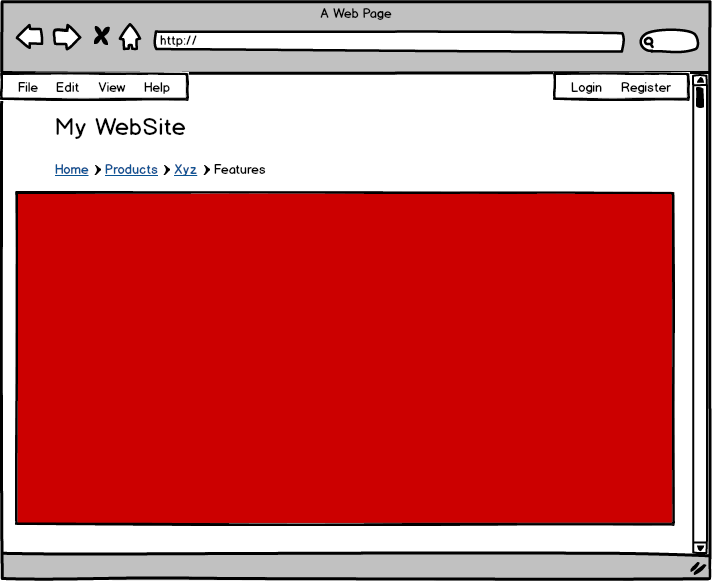 A Web Page
http://
File Edit View Help Login Register
My WebSite
Home Products Xyz Features